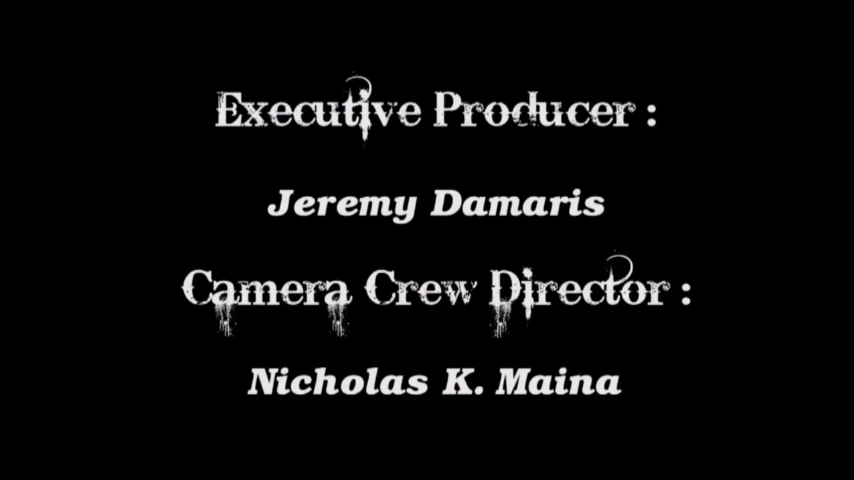 Executive Producer :
Jeremy Damaris
Camera Crew Director :
Nicholas K. Maina